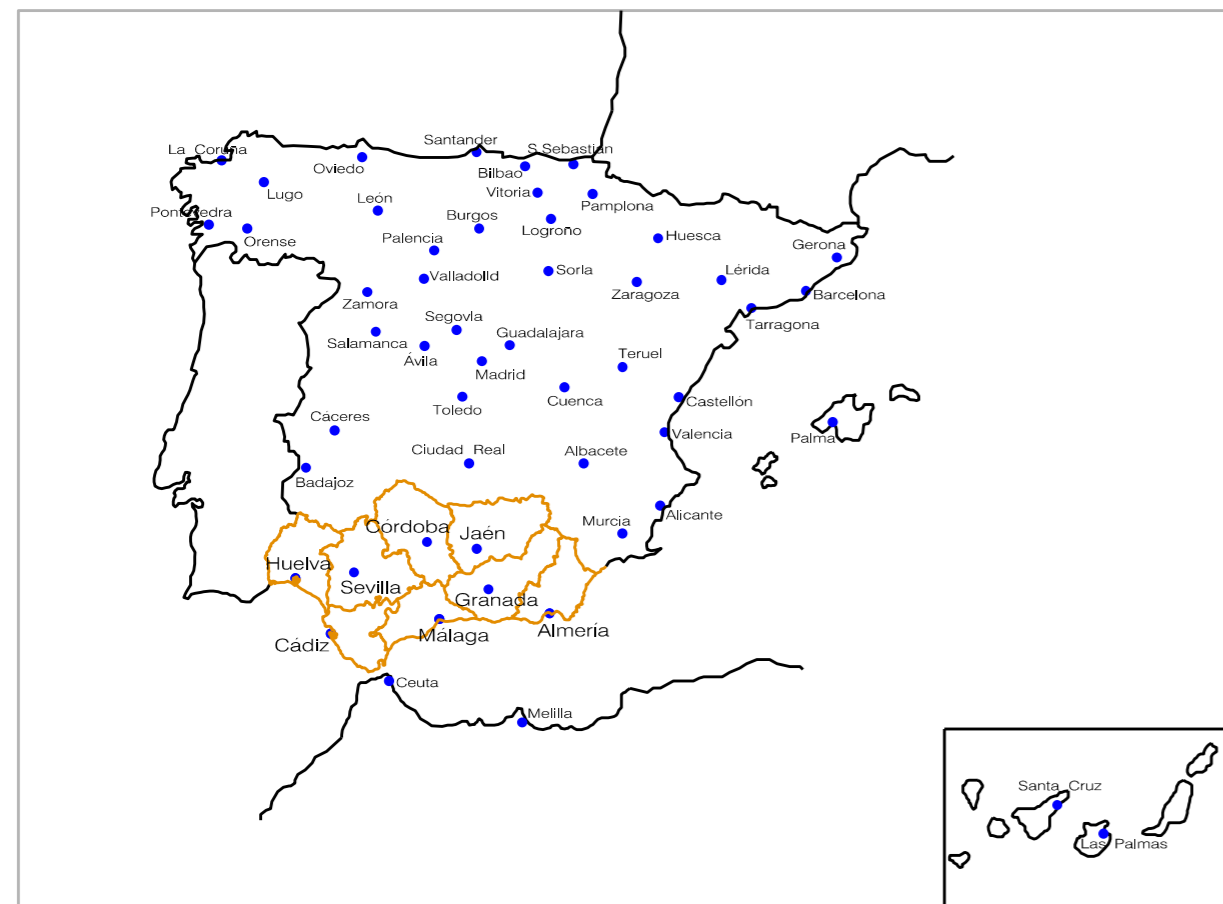 Santander
La Coruña
S.Sebastián
Oviedo
Bilbao
Lugo
Vitoria
León
Pamplona
Pontevedra
Burgos
Orense
Logroño
Palencia
Huesca
Gerona
Valladolld
Sorla
Lérida
Zamora
Zaragoza
Barcelona
Segovla
Tarragona
Salamanca
Guadalajara
Ávila
Teruel
Madrid
Toledo
Cuenca
Castellón
Cáceres
Valencia
Palma
Ciudad Real
Albacete
Badajoz
Alicante
Murcia
Córdoba
Jaén
Huelva
Sevilla
Granada
Málaga
Almería
Cádiz
Ceuta
Melilla
Santa Cruz
Las Palmas